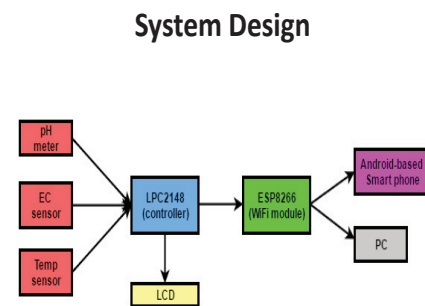 System Design
pH
meter
EC
sensor
Temp
sensor
LPC2148
(controller)
LCD
ESP8266
(WiFi module)
Android-based
Smart phone
PC